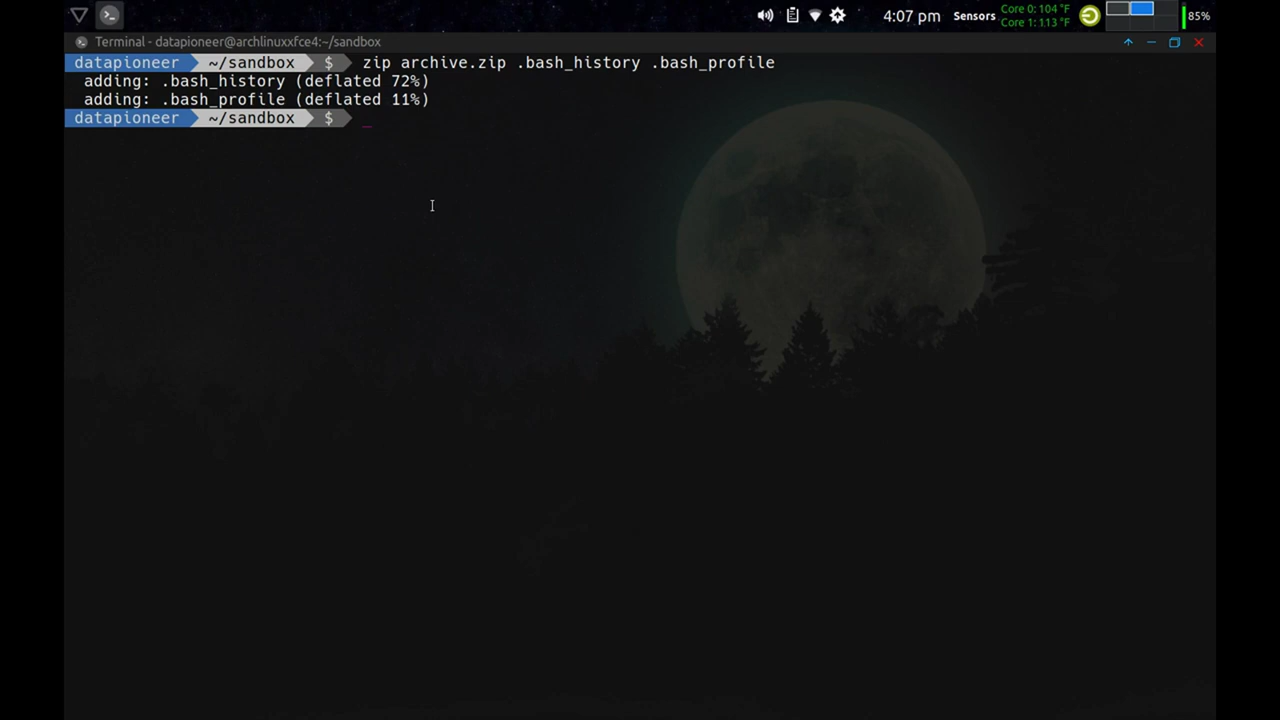 4:07 pm Sensors Core 0: 104 °F 85%
Core 1: 113 °F
Terminal - datapioneer@archlinuxxfce4:~/sandbox
datapioneer ~/sandbox $ zip archive.zip .bash_history .bash_profile
adding: .bash_history (deflated 72%)
adding: .bash_profile (deflated 11%)
datapioneer ~/sandbox $ _